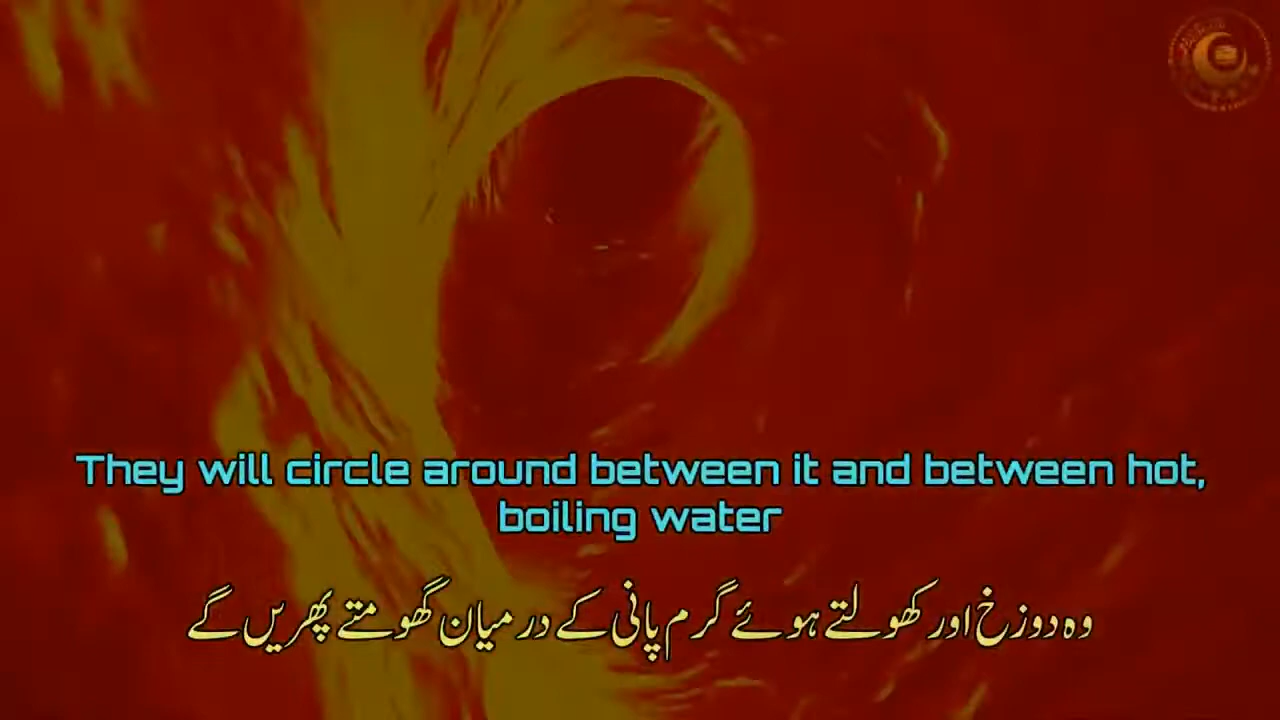 They will circle around between it and between hot,
boiling water
وہ دوزخ اور کھولتے ہوئے گرم پانی کے درمیان گھومتے پھریں گے